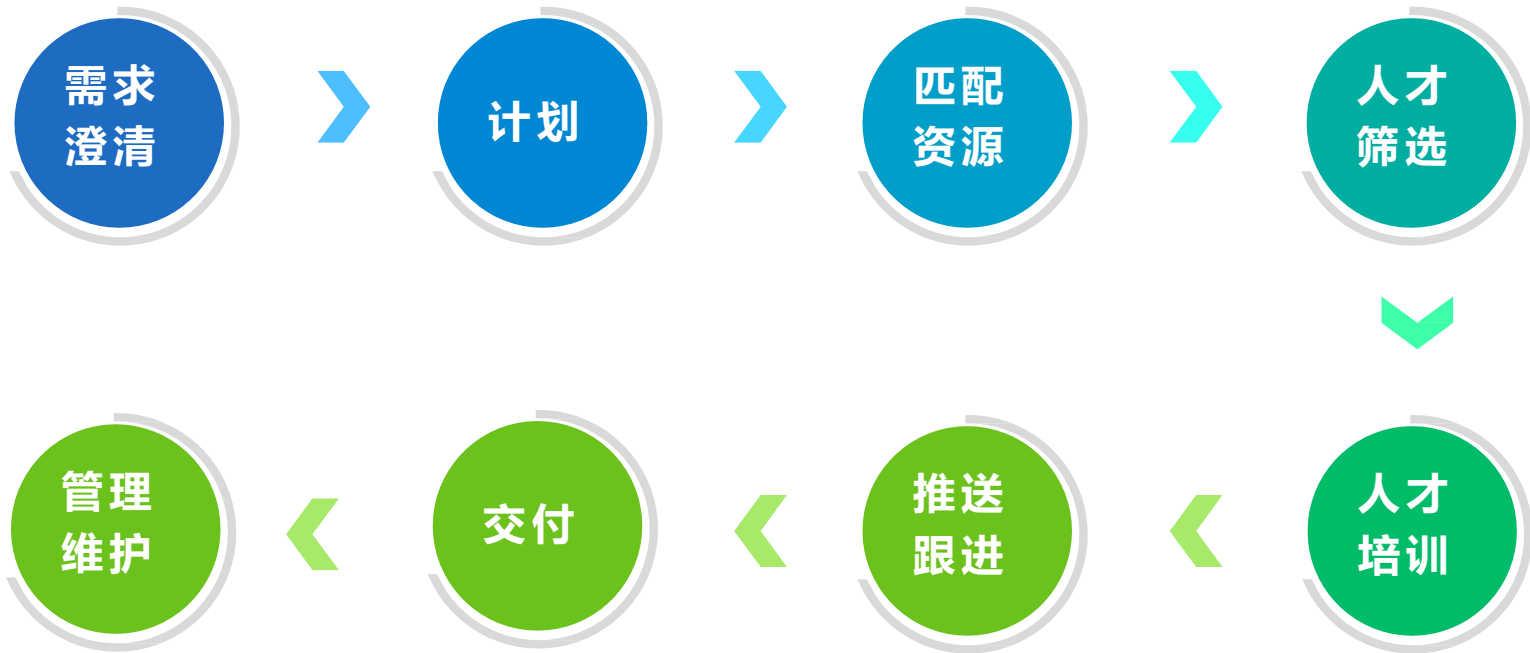 需求
澄清
计划
匹配
资源
人才
筛选
人才
培训
推送
跟进
交付
管理
维护